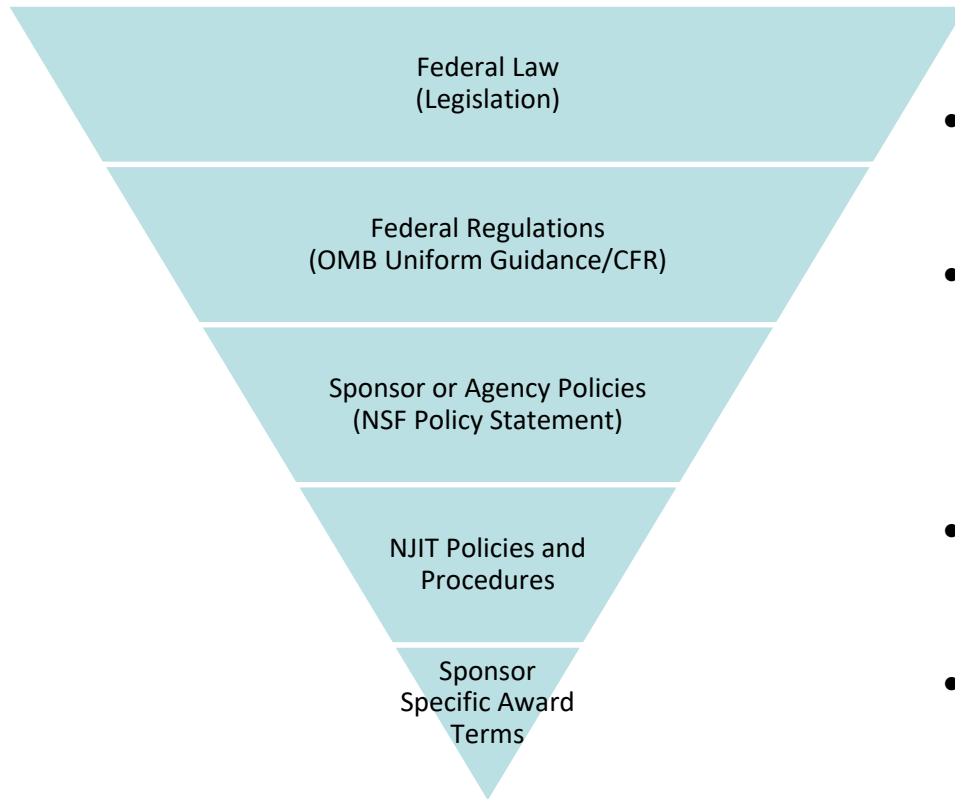 Federal Law
(Legislation)
Federal Regulations
(OMB Uniform Guidance/CFR)
Sponsor or Agency Policies
(NSF Policy Statement)
NJIT Policies and
Procedures
Sponsor
Specific Award
Terms